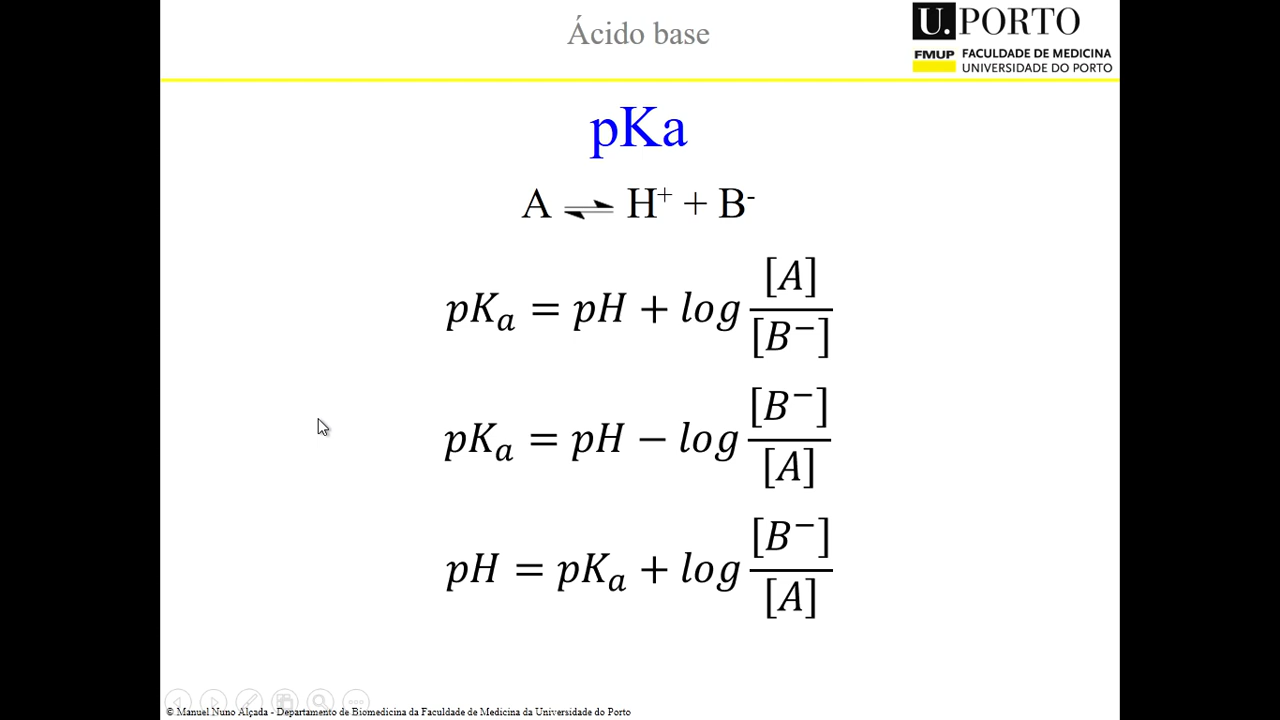 Ácido base
U. PORTO
FMUP FACULDADE DE MEDICINA
UNIVERSIDADE DO PORTO
pKa
A ⇌ H⁺ + B⁻
pKₐ = pH + log [A] / [B⁻]
pKₐ = pH − log [B⁻] / [A]
pH = pKₐ + log [B⁻] / [A]
© Manuel Nuno Alçada - Departamento de Biomedicina da Faculdade de Medicina da Universidade do Porto